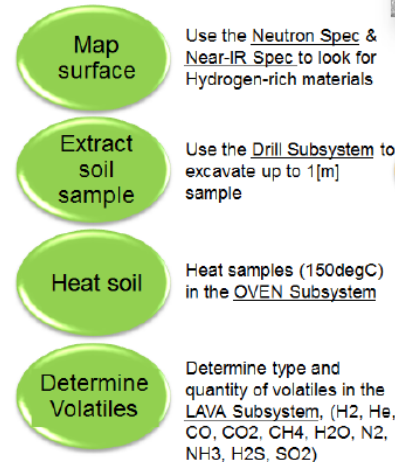 Map
surface
Use the Neutron Spec &
Near-IR Spec to look for
Hydrogen-rich materials
Extract
soil
sample
Use the Drill Subsystem to
excavate up to 1[m]
sample
Heat soil
Heat samples (150degC)
in the OVEN Subsystem
Determine
Volatiles
Determine type and
quantity of volatiles in the
LAVA Subsystem, (H2, He,
CO, CO2, CH4, H2O, N2,
NH3, H2S, SO2)